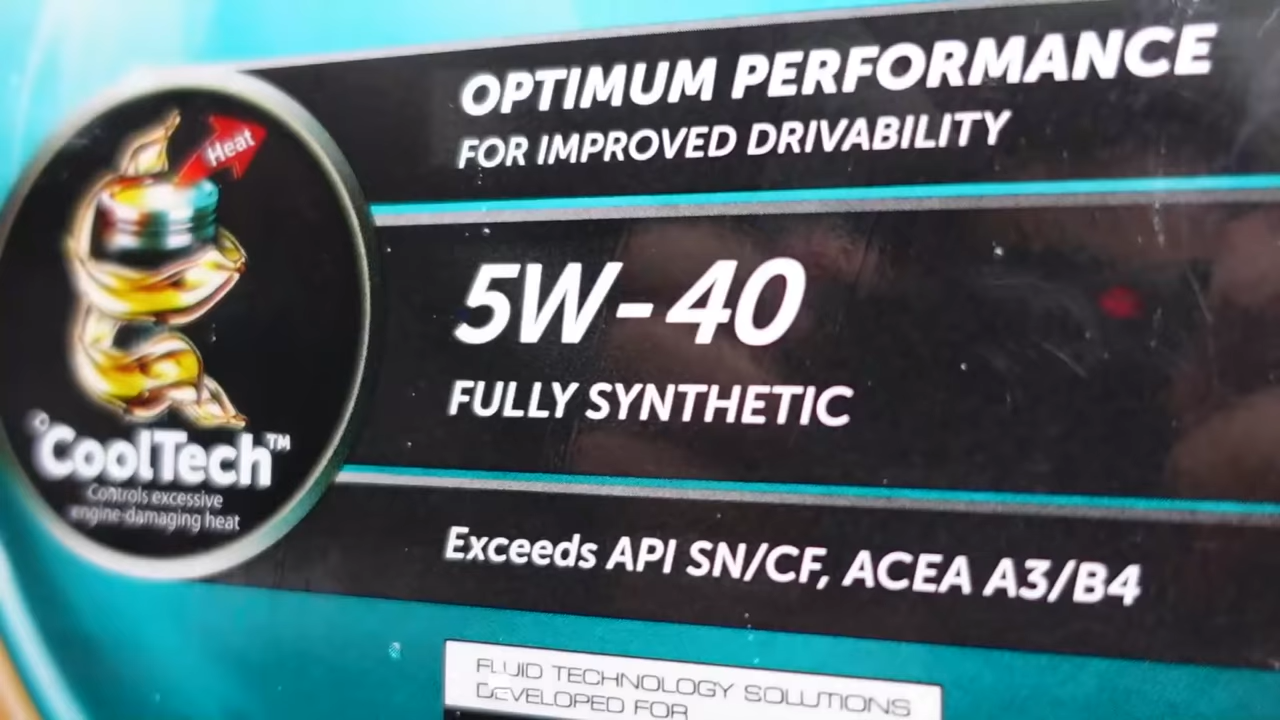 OPTIMUM PERFORMANCE
FOR IMPROVED DRIVABILITY
Heat
5W-40
FULLY SYNTHETIC
°CoolTech™
Controls excessive
engine-damaging heat
Exceeds API SN/CF, ACEA A3/B4
FLUID TECHNOLOGY SOLUTIONS
DEVELOPED FOR